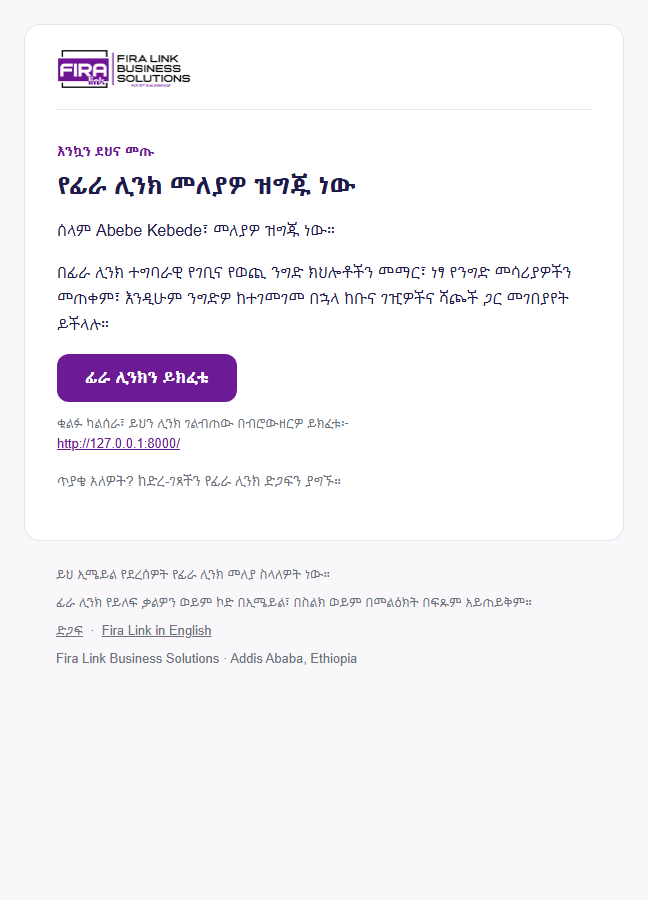 FIRA
FIRA LINK
BUSINESS
SOLUTIONS
እንኳን ደህና መጡ
የፊራ ሊንክ መለያዎ ዝግጁ ነው
ሰላም Abebe Kebede፣ መለያዎ ዝግጁ ነው።
በፊራ ሊንክ ተግባራዊ የገቢና የወጪ ንግድ ክህሎቶችን መማር፣ ነፃ የንግድ መሳሪያዎችን
መጠቀም፣ እንዲሁም ንግድዎ ከተገመገመ በኋላ ከቡና ገዢዎችና ሻጮች ጋር መገበያየት
ይችላሉ።
ፊራ ሊንክን ይክፈቱ
ቁልፉ ካልሰራ፣ ይህን ሊንክ ገልብጠው በብሮውዘርዎ ይክፈቱ፦
http://127.0.0.1:8000/
ጥያቄ አለዎት? ከድረ-ገጻችን የፊራ ሊንክ ድጋፍን ያግኙ።
ይህ ኢሜይል የደረሰዎት የፊራ ሊንክ መለያ ስላለዎት ነው።
ፊራ ሊንክ የይለፍ ቃልዎን ወይም ኮድ በኢሜይል፣ በስልክ ወይም በመልዕክት በፍጹም አይጠይቅም።
ድጋፍ · Fira Link in English
Fira Link Business Solutions · Addis Ababa, Ethiopia